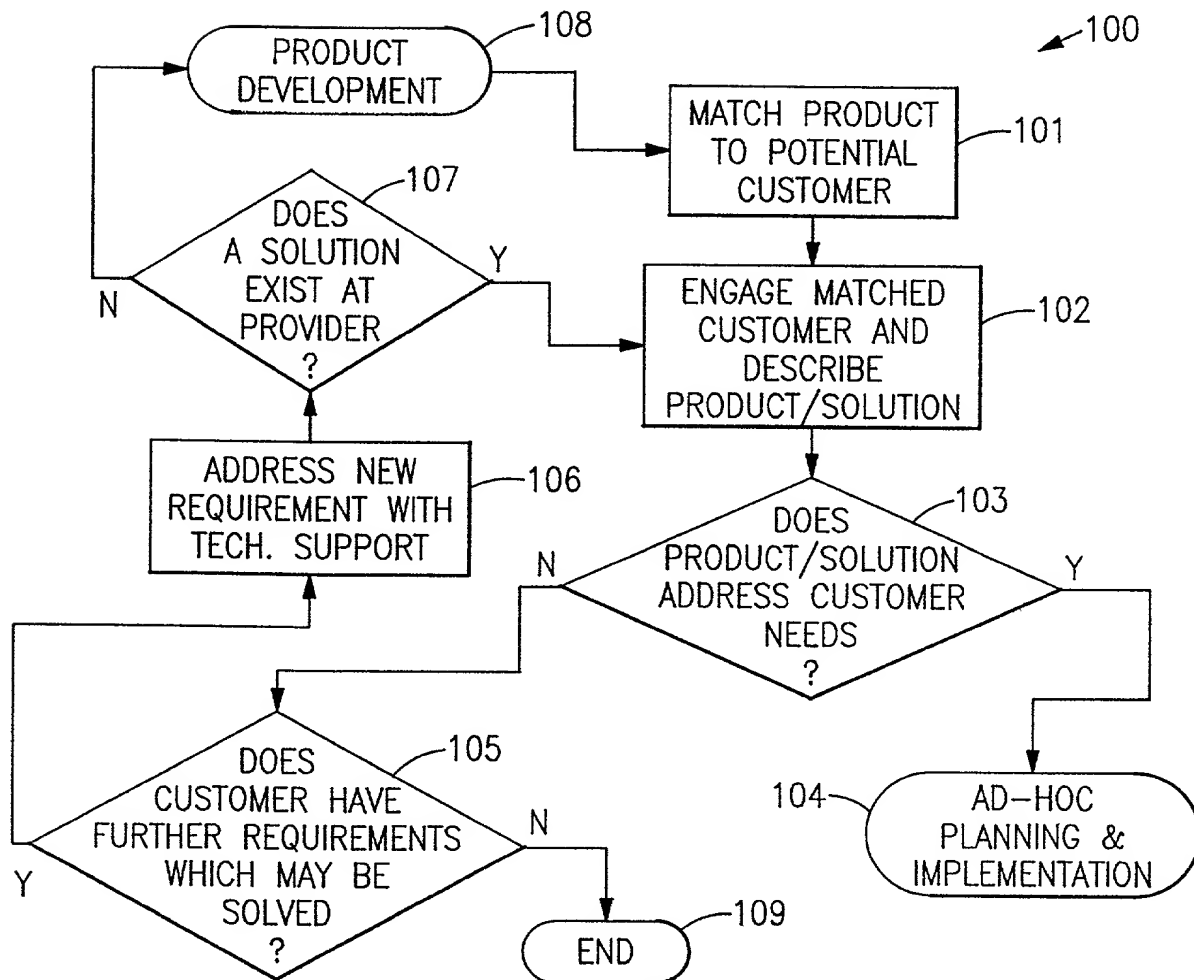 100
108
PRODUCT
DEVELOPMENT
MATCH PRODUCT
TO POTENTIAL
CUSTOMER
101
107
DOES
A SOLUTION
EXIST AT
PROVIDER
?
N
Y
ENGAGE MATCHED
CUSTOMER AND
DESCRIBE
PRODUCT/SOLUTION
102
ADDRESS NEW
REQUIREMENT WITH
TECH. SUPPORT
106
103
DOES
PRODUCT/SOLUTION
ADDRESS CUSTOMER
NEEDS
?
N
Y
105
DOES
CUSTOMER HAVE
FURTHER REQUIREMENTS
WHICH MAY BE
SOLVED
?
Y
N
104
AD-HOC
PLANNING &
IMPLEMENTATION
109
END